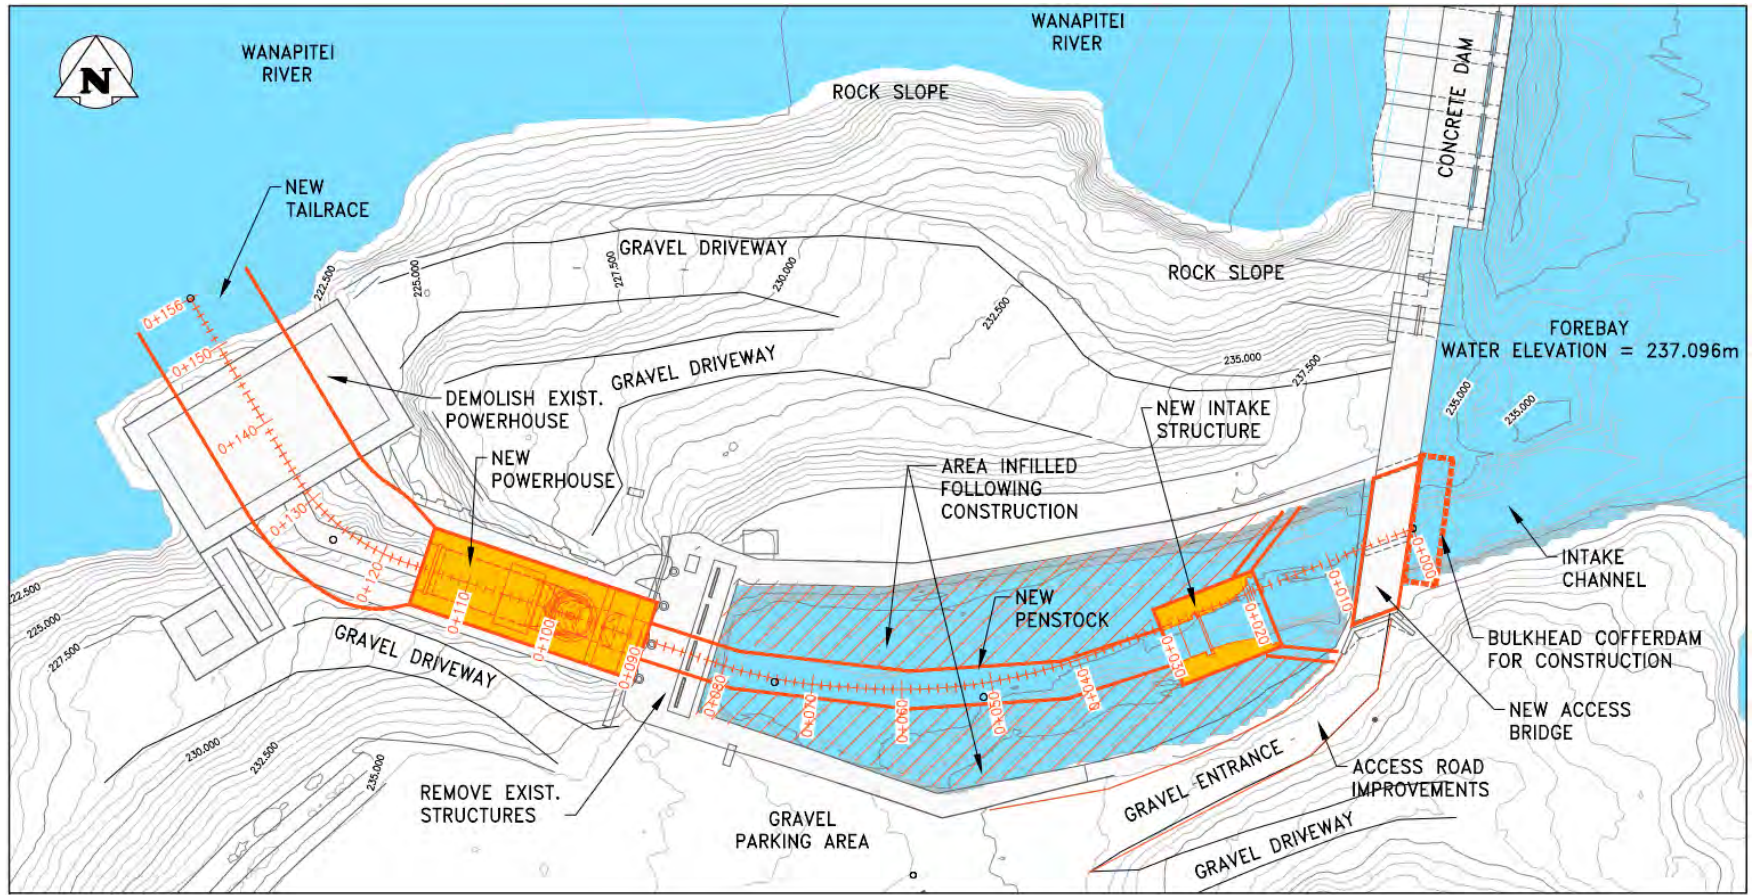 WANAPITEI
RIVER
WANAPITEI
RIVER
N
ROCK SLOPE
CONCRETE DAM
NEW
TAILRACE
GRAVEL DRIVEWAY
ROCK SLOPE
222.500
225.000
227.500
230.000
232.500
235.000
237.500
FOREBAY
WATER ELEVATION = 237.096m
235.000
235.000
GRAVEL DRIVEWAY
DEMOLISH EXIST.
POWERHOUSE
NEW INTAKE
STRUCTURE
NEW
POWERHOUSE
AREA INFILLED
FOLLOWING
CONSTRUCTION
0+156
0+150
0+140
0+130
0+120
0+110
0+100
0+090
0+080
0+070
0+060
0+050
0+040
0+030
0+020
0+010
0+000
INTAKE
CHANNEL
NEW
PENSTOCK
BULKHEAD COFFERDAM
FOR CONSTRUCTION
22.500
225.000
227.500
GRAVEL DRIVEWAY
230.000
232.500
235.000
NEW ACCESS
BRIDGE
REMOVE EXIST.
STRUCTURES
GRAVEL
PARKING AREA
GRAVEL ENTRANCE
ACCESS ROAD
IMPROVEMENTS
GRAVEL DRIVEWAY